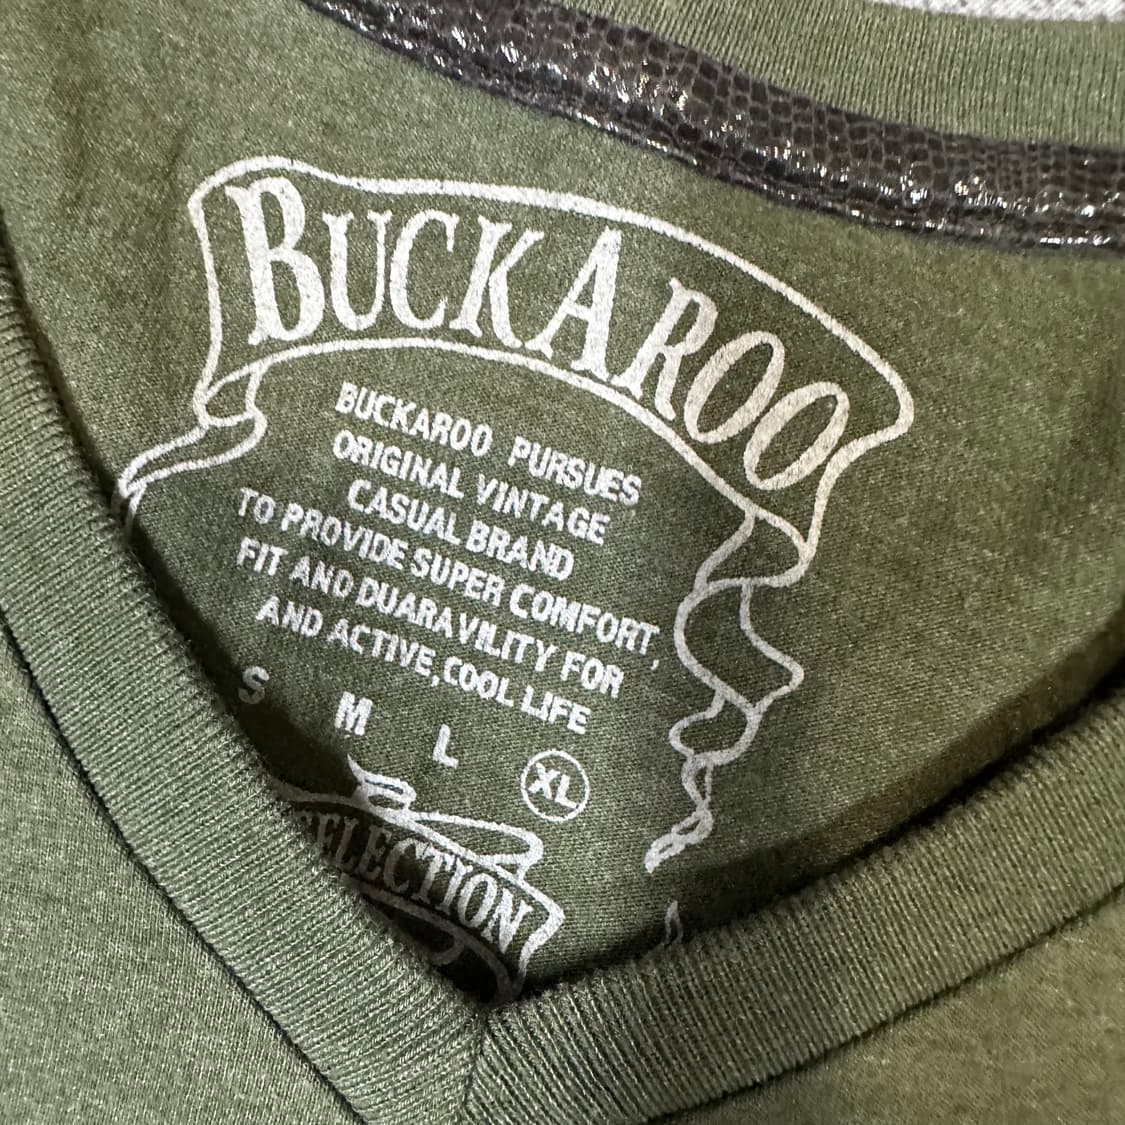 BUCKAROO
BUCKAROO PURSUES
ORIGINAL VINTAGE
CASUAL BRAND
TO PROVIDE SUPER COMFORT,
FIT AND DUARAVILITY FOR
AND ACTIVE,COOL LIFE
S M L XL
SELECTION